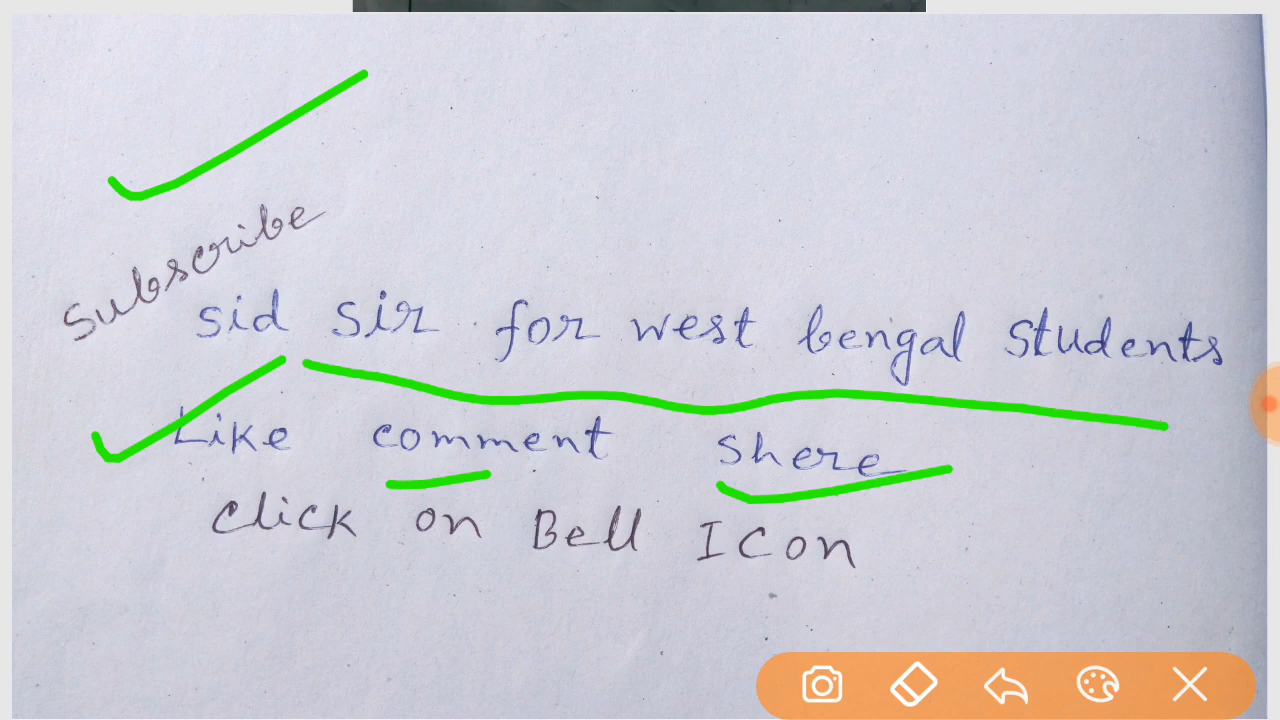 Subscribe
sid sir for west bengal students
Like comment shere
click on Bell Icon